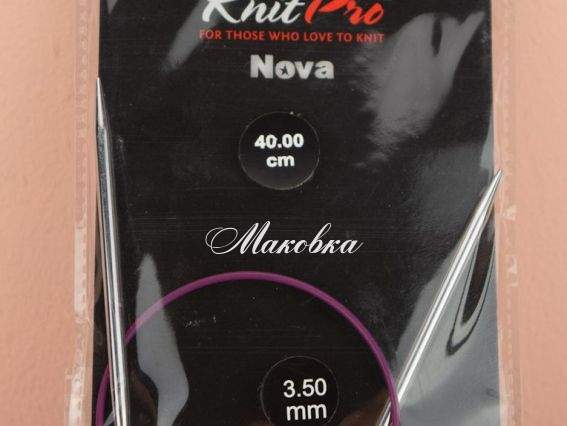 KnitPro
FOR THOSE WHO LOVE TO KNIT
Nova
40.00
cm
Маковка
3.50
mm